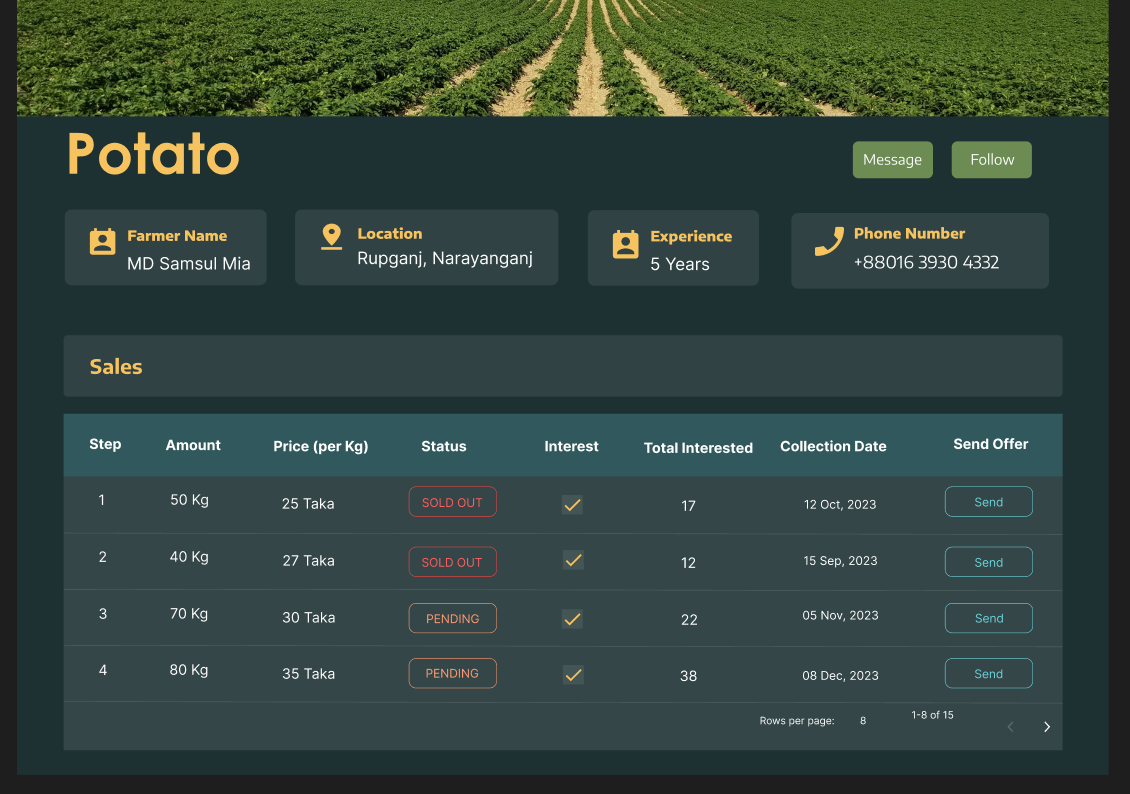 Potato
Message Follow
Farmer Name
MD Samsul Mia
Location
Rupganj, Narayanganj
Experience
5 Years
Phone Number
+88016 3930 4332
Sales
Step Amount Price (per Kg) Status Interest Total Interested Collection Date Send Offer
1 50 Kg 25 Taka SOLD OUT 17 12 Oct, 2023 Send
2 40 Kg 27 Taka SOLD OUT 12 15 Sep, 2023 Send
3 70 Kg 30 Taka PENDING 22 05 Nov, 2023 Send
4 80 Kg 35 Taka PENDING 38 08 Dec, 2023 Send
Rows per page: 8 1-8 of 15